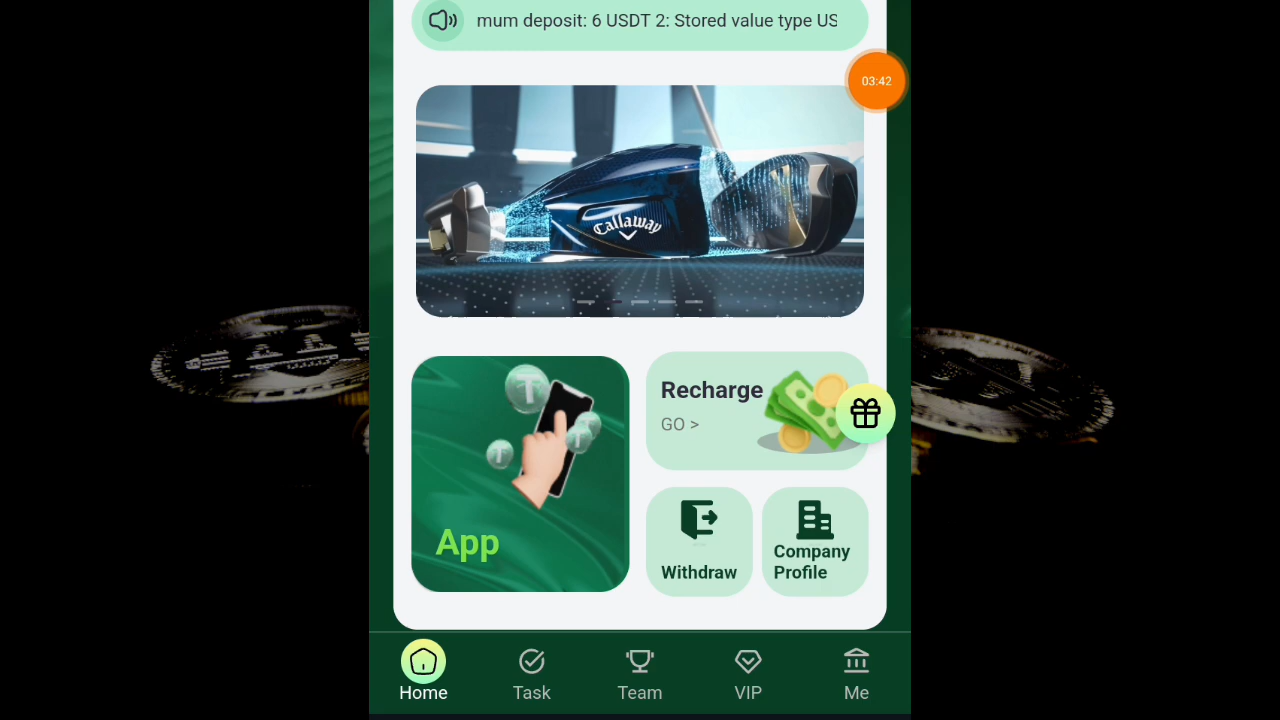 mum deposit: 6 USDT 2: Stored value type US
03:42
Callaway
Recharge
GO >
App
Withdraw
Company
Profile
Home
Task
Team
VIP
Me